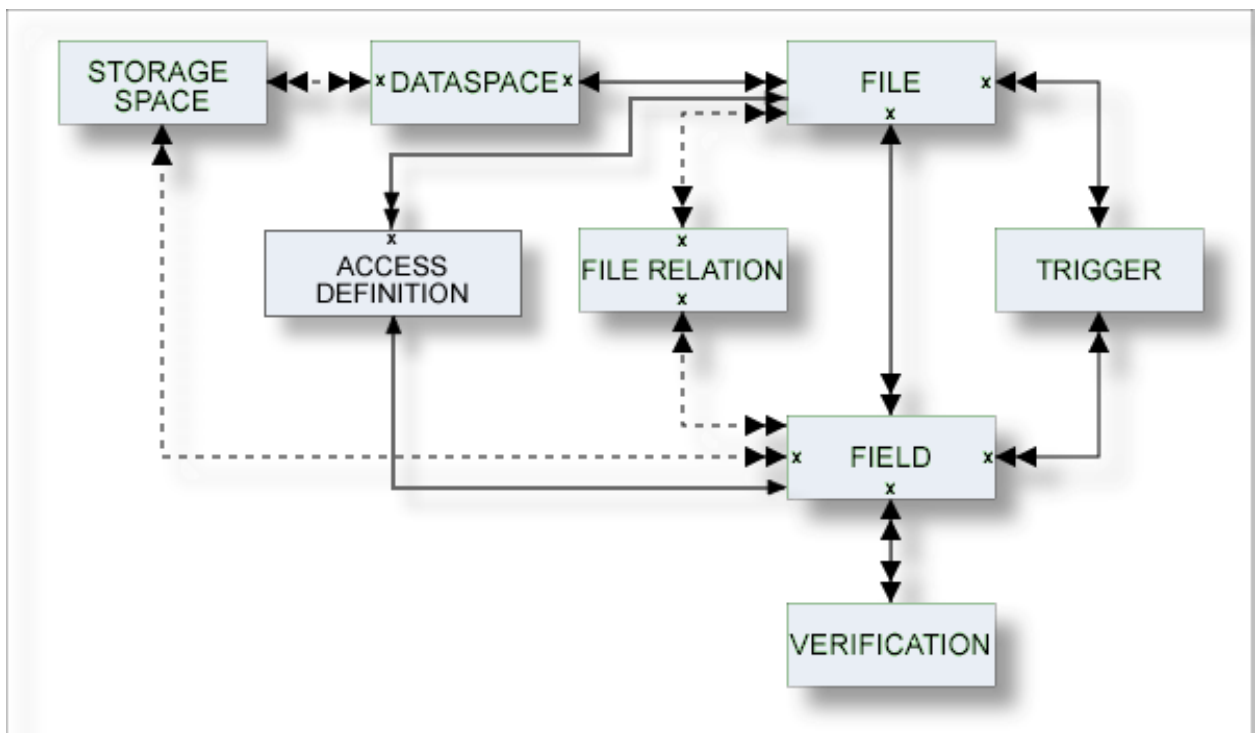 STORAGE
SPACE
x DATASPACE x
FILE
x
x
x
ACCESS
DEFINITION
x
FILE RELATION
x
TRIGGER
x FIELD x
x
VERIFICATION